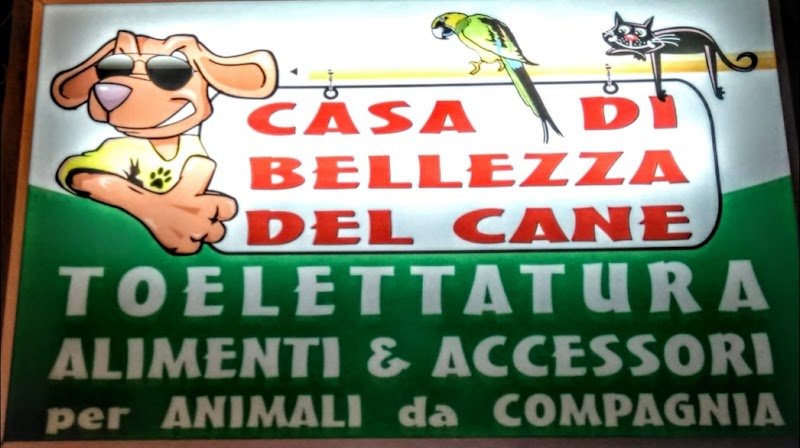 CASA DI
BELLEZZA
DEL CANE
TOELETTATURA
ALIMENTI & ACCESSORI
per ANIMALI da COMPAGNIA